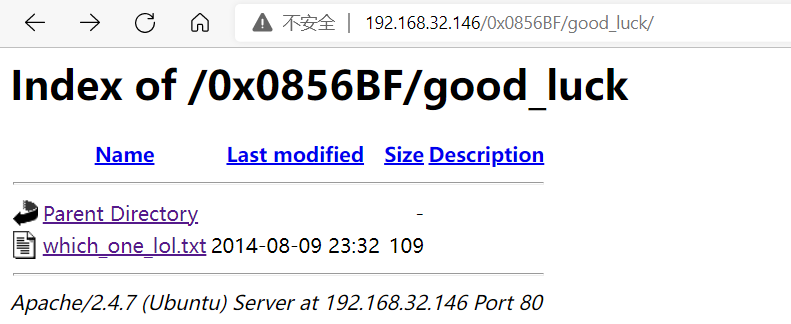 不安全 | 192.168.32.146/0x0856BF/good_luck/
Index of /0x0856BF/good_luck
Name Last modified Size Description
Parent Directory -
which_one_lol.txt 2014-08-09 23:32 109
Apache/2.4.7 (Ubuntu) Server at 192.168.32.146 Port 80